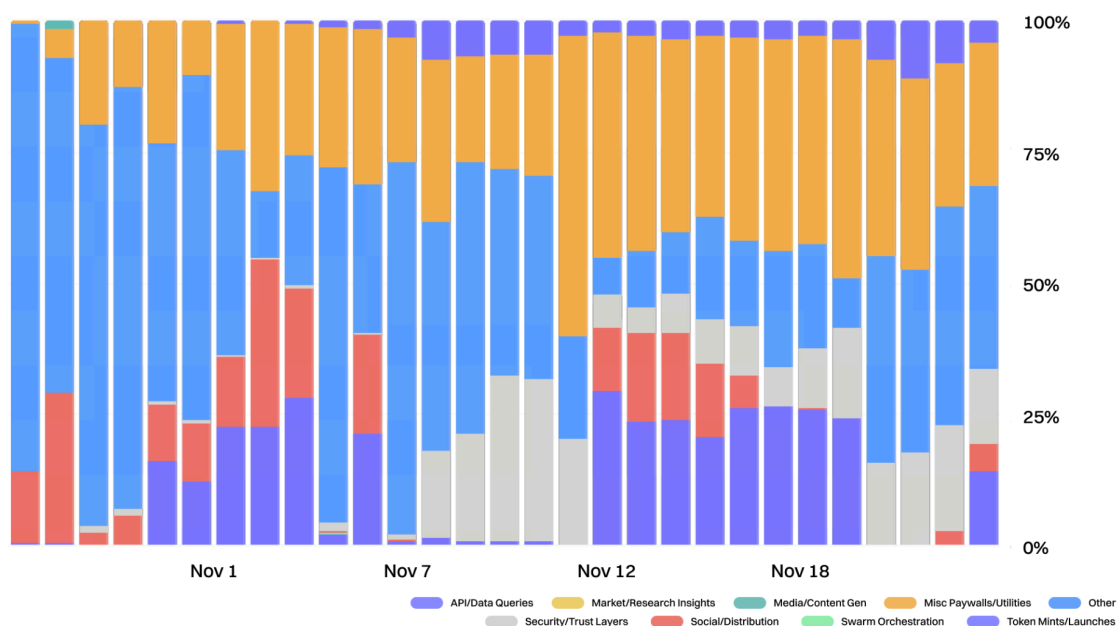 100%
75%
50%
25%
0%
Nov 1 Nov 7 Nov 12 Nov 18
API/Data Queries Market/Research Insights Media/Content Gen Misc Paywalls/Utilities Other
Security/Trust Layers Social/Distribution Swarm Orchestration Token Mints/Launches